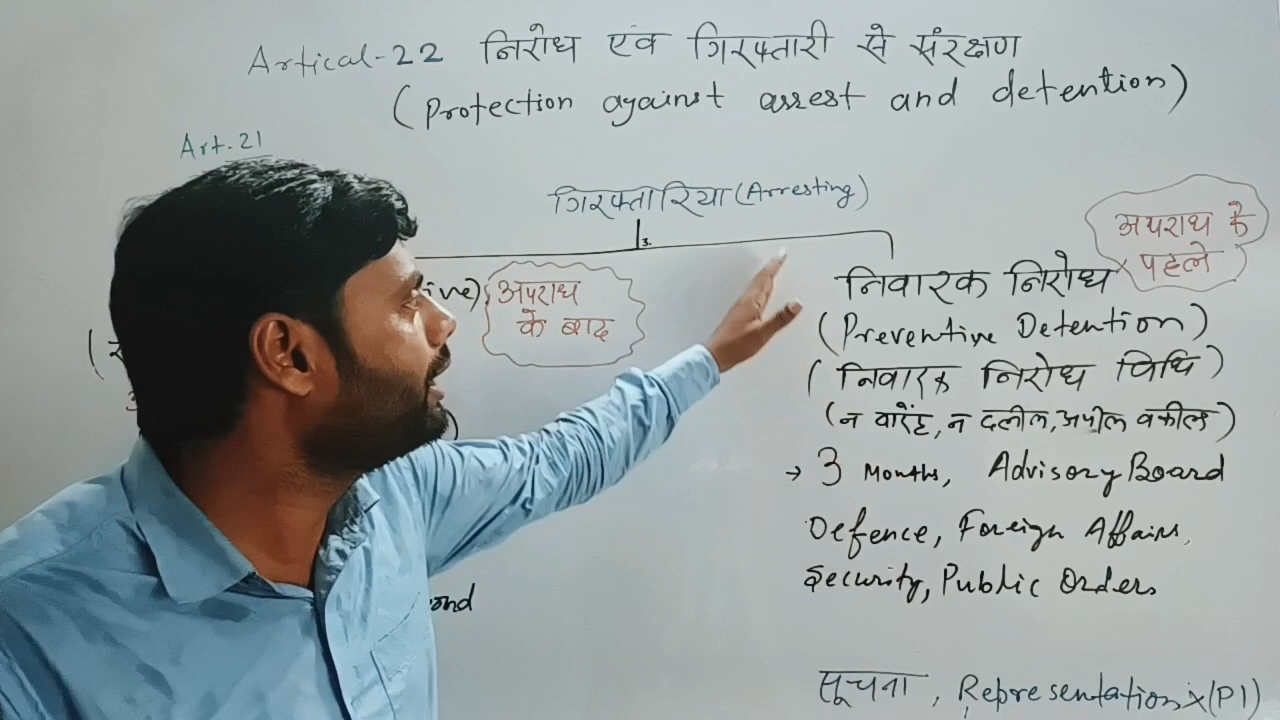 Artical-22 निरोध एवं गिरफ्तारी से संरक्षण
(Protection against arrest and detention)
Art.21
गिरफ्तारिया (Arresting)
अपराध के
पहले
ive)
अपराध
के बाद
निवारक निरोध
(Preventive Detention)
(निवारक निरोध विधि)
(न वारेंट, न दलील, अपील वकील)
→ 3 Months, Advisory Board
Defence, Foreign Affairs,
Security, Public Orders
ond
सूचना, Representation x (PI)